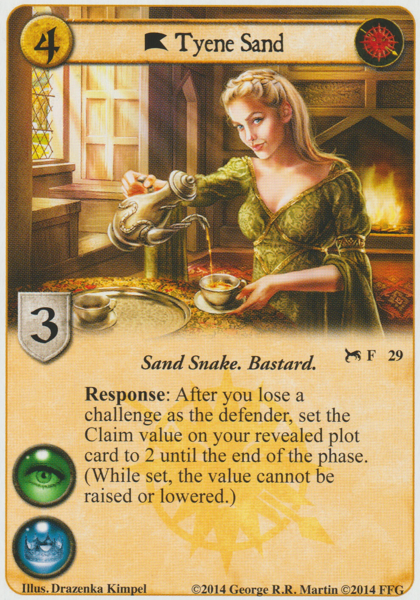 4
Tyene Sand
3
Sand Snake. Bastard.
F 29
Response: After you lose a
challenge as the defender, set the
Claim value on your revealed plot
card to 2 until the end of the phase.
(While set, the value cannot be
raised or lowered.)
Illus. Drazenka Kimpel
©2014 George R.R. Martin ©2014 FFG